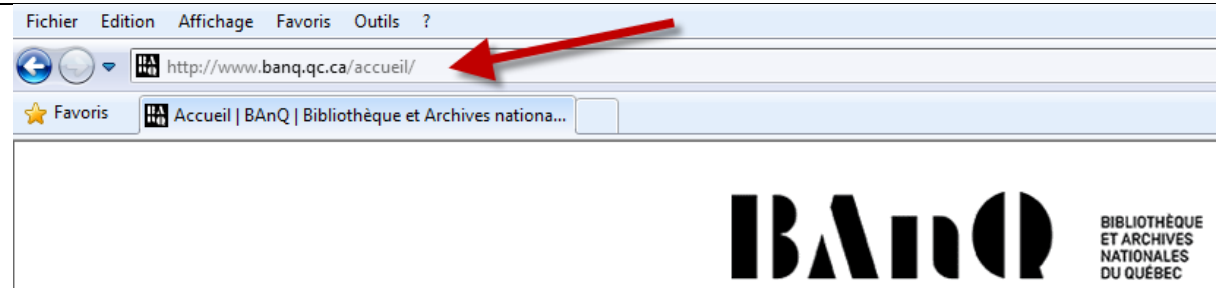 Fichier Edition Affichage Favoris Outils ?
http://www.banq.qc.ca/accueil/
Favoris Accueil | BAnQ | Bibliothèque et Archives nationa...
BAnQ
BIBLIOTHÈQUE
ET ARCHIVES
NATIONALES
DU QUÉBEC